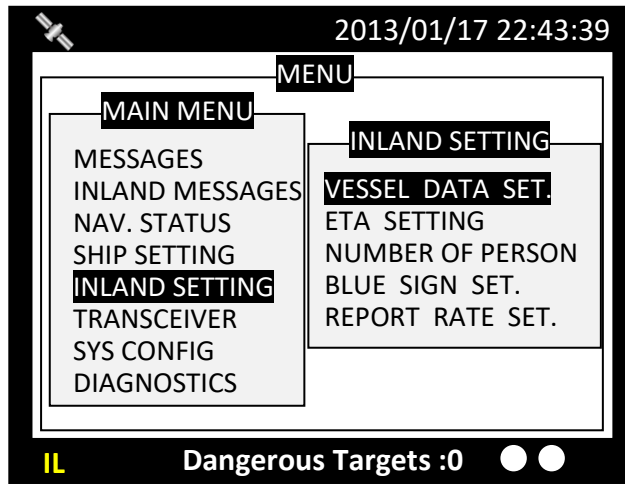 2013/01/17 22:43:39
MENU
MAIN MENU
MESSAGES
INLAND MESSAGES
NAV. STATUS
SHIP SETTING
INLAND SETTING
TRANSCEIVER
SYS CONFIG
DIAGNOSTICS
INLAND SETTING
VESSEL DATA SET.
ETA SETTING
NUMBER OF PERSON
BLUE SIGN SET.
REPORT RATE SET.
IL
Dangerous Targets :0